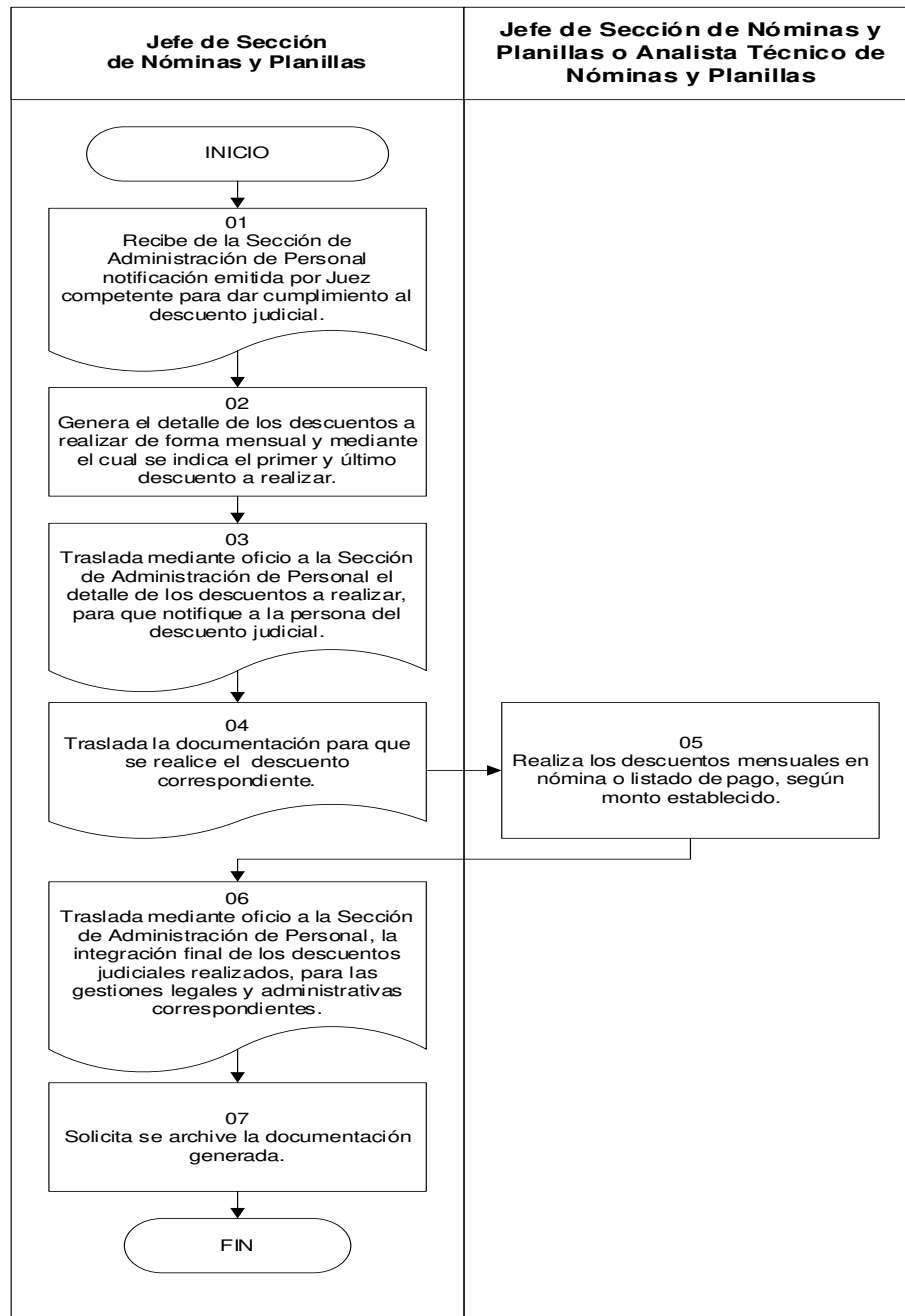 Jefe de Sección
de Nóminas y Planillas
Jefe de Sección de Nóminas y
Planillas o Analista Técnico de
Nóminas y Planillas
INICIO
01
Recibe de la Sección de
Administración de Personal
notificación emitida por Juez
competente para dar cumplimiento al
descuento judicial.
02
Genera el detalle de los descuentos a
realizar de forma mensual y mediante
el cual se indica el primer y último
descuento a realizar.
03
Traslada mediante oficio a la Sección
de Administración de Personal el
detalle de los descuentos a realizar,
para que notifique a la persona del
descuento judicial.
04
Traslada la documentación para que
se realice el descuento
correspondiente.
05
Realiza los descuentos mensuales en
nómina o listado de pago, según
monto establecido.
06
Traslada mediante oficio a la Sección
de Administración de Personal, la
integración final de los descuentos
judiciales realizados, para las
gestiones legales y administrativas
correspondientes.
07
Solicita se archive la documentación
generada.
FIN